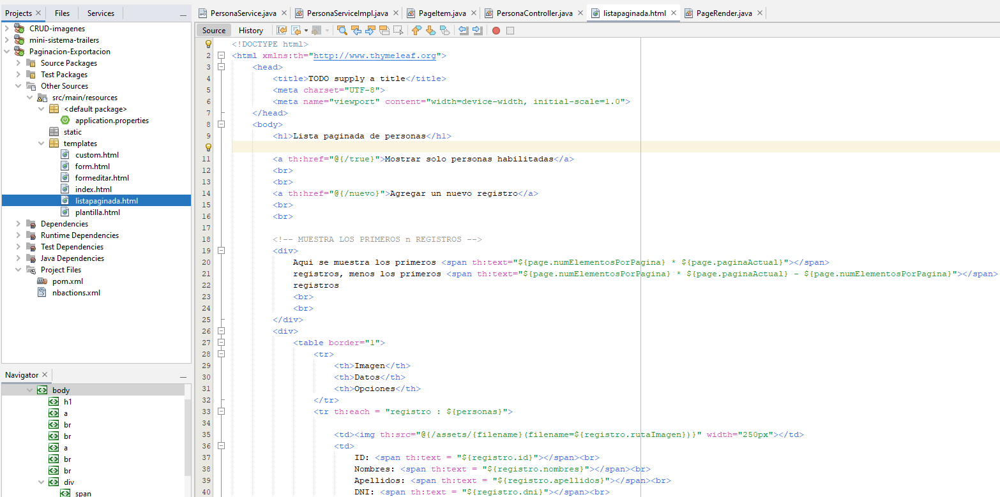 Projects
Files
Services
CRUD-imagenes
mini-sistema-trailers
Paginacion-Exportacion
Source Packages
Test Packages
Other Sources
src/main/resources
<default package>
application.properties
static
templates
custom.html
form.html
formeditar.html
index.html
listapaginada.html
plantilla.html
Dependencies
Runtime Dependencies
Test Dependencies
Java Dependencies
Project Files
pom.xml
nbactions.xml
Navigator
body
h1
a
br
br
a
br
br
div
span
PersonaService.java PersonaServiceImpl.java PageItem.java PersonaController.java listapaginada.html PageRender.java
Source History
<!DOCTYPE html>
2 <html xmlns:th="http://www.thymeleaf.org">
3 <head>
4 <title>TODO supply a title</title>
5 <meta charset="UTF-8">
6 <meta name="viewport" content="width=device-width, initial-scale=1.0">
7 </head>
8 <body>
9 <h1>Lista paginada de personas</h1>
11 <a th:href="@{/true}">Mostrar solo personas habilitadas</a>
12 <br>
13 <br>
14 <a th:href="@{/nuevo}">Agregar un nuevo registro</a>
15 <br>
16 <br>
17
18 <!-- MUESTRA LOS PRIMEROS n REGISTROS -->
19 <div>
20 Aqui se muestra los primeros <span th:text="${page.numElementosPorPagina} * ${page.paginaActual}"></span>
21 registros, menos los primeros <span th:text="${page.numElementosPorPagina} * ${page.paginaActual} - ${page.numElementosPorPagina}"></span>
22 registros
23 <br>
24 <br>
25 </div>
26 <div>
27 <table border="1">
28 <tr>
29 <th>Imagen</th>
30 <th>Datos</th>
31 <th>Opciones</th>
32 </tr>
33 <tr th:each = "registro : ${personas}">
34
35 <td><img th:src="@{/assets/{filename}(filename=${registro.rutaImagen})}" width="250px"></td>
36 <td>
37 ID: <span th:text = "${registro.id}"></span><br>
38 Nombres: <span th:text = "${registro.nombres}"></span><br>
39 Apellidos: <span th:text = "${registro.apellidos}"></span><br>
40 DNI: <span th:text = "${registro.dni}"></span><br>